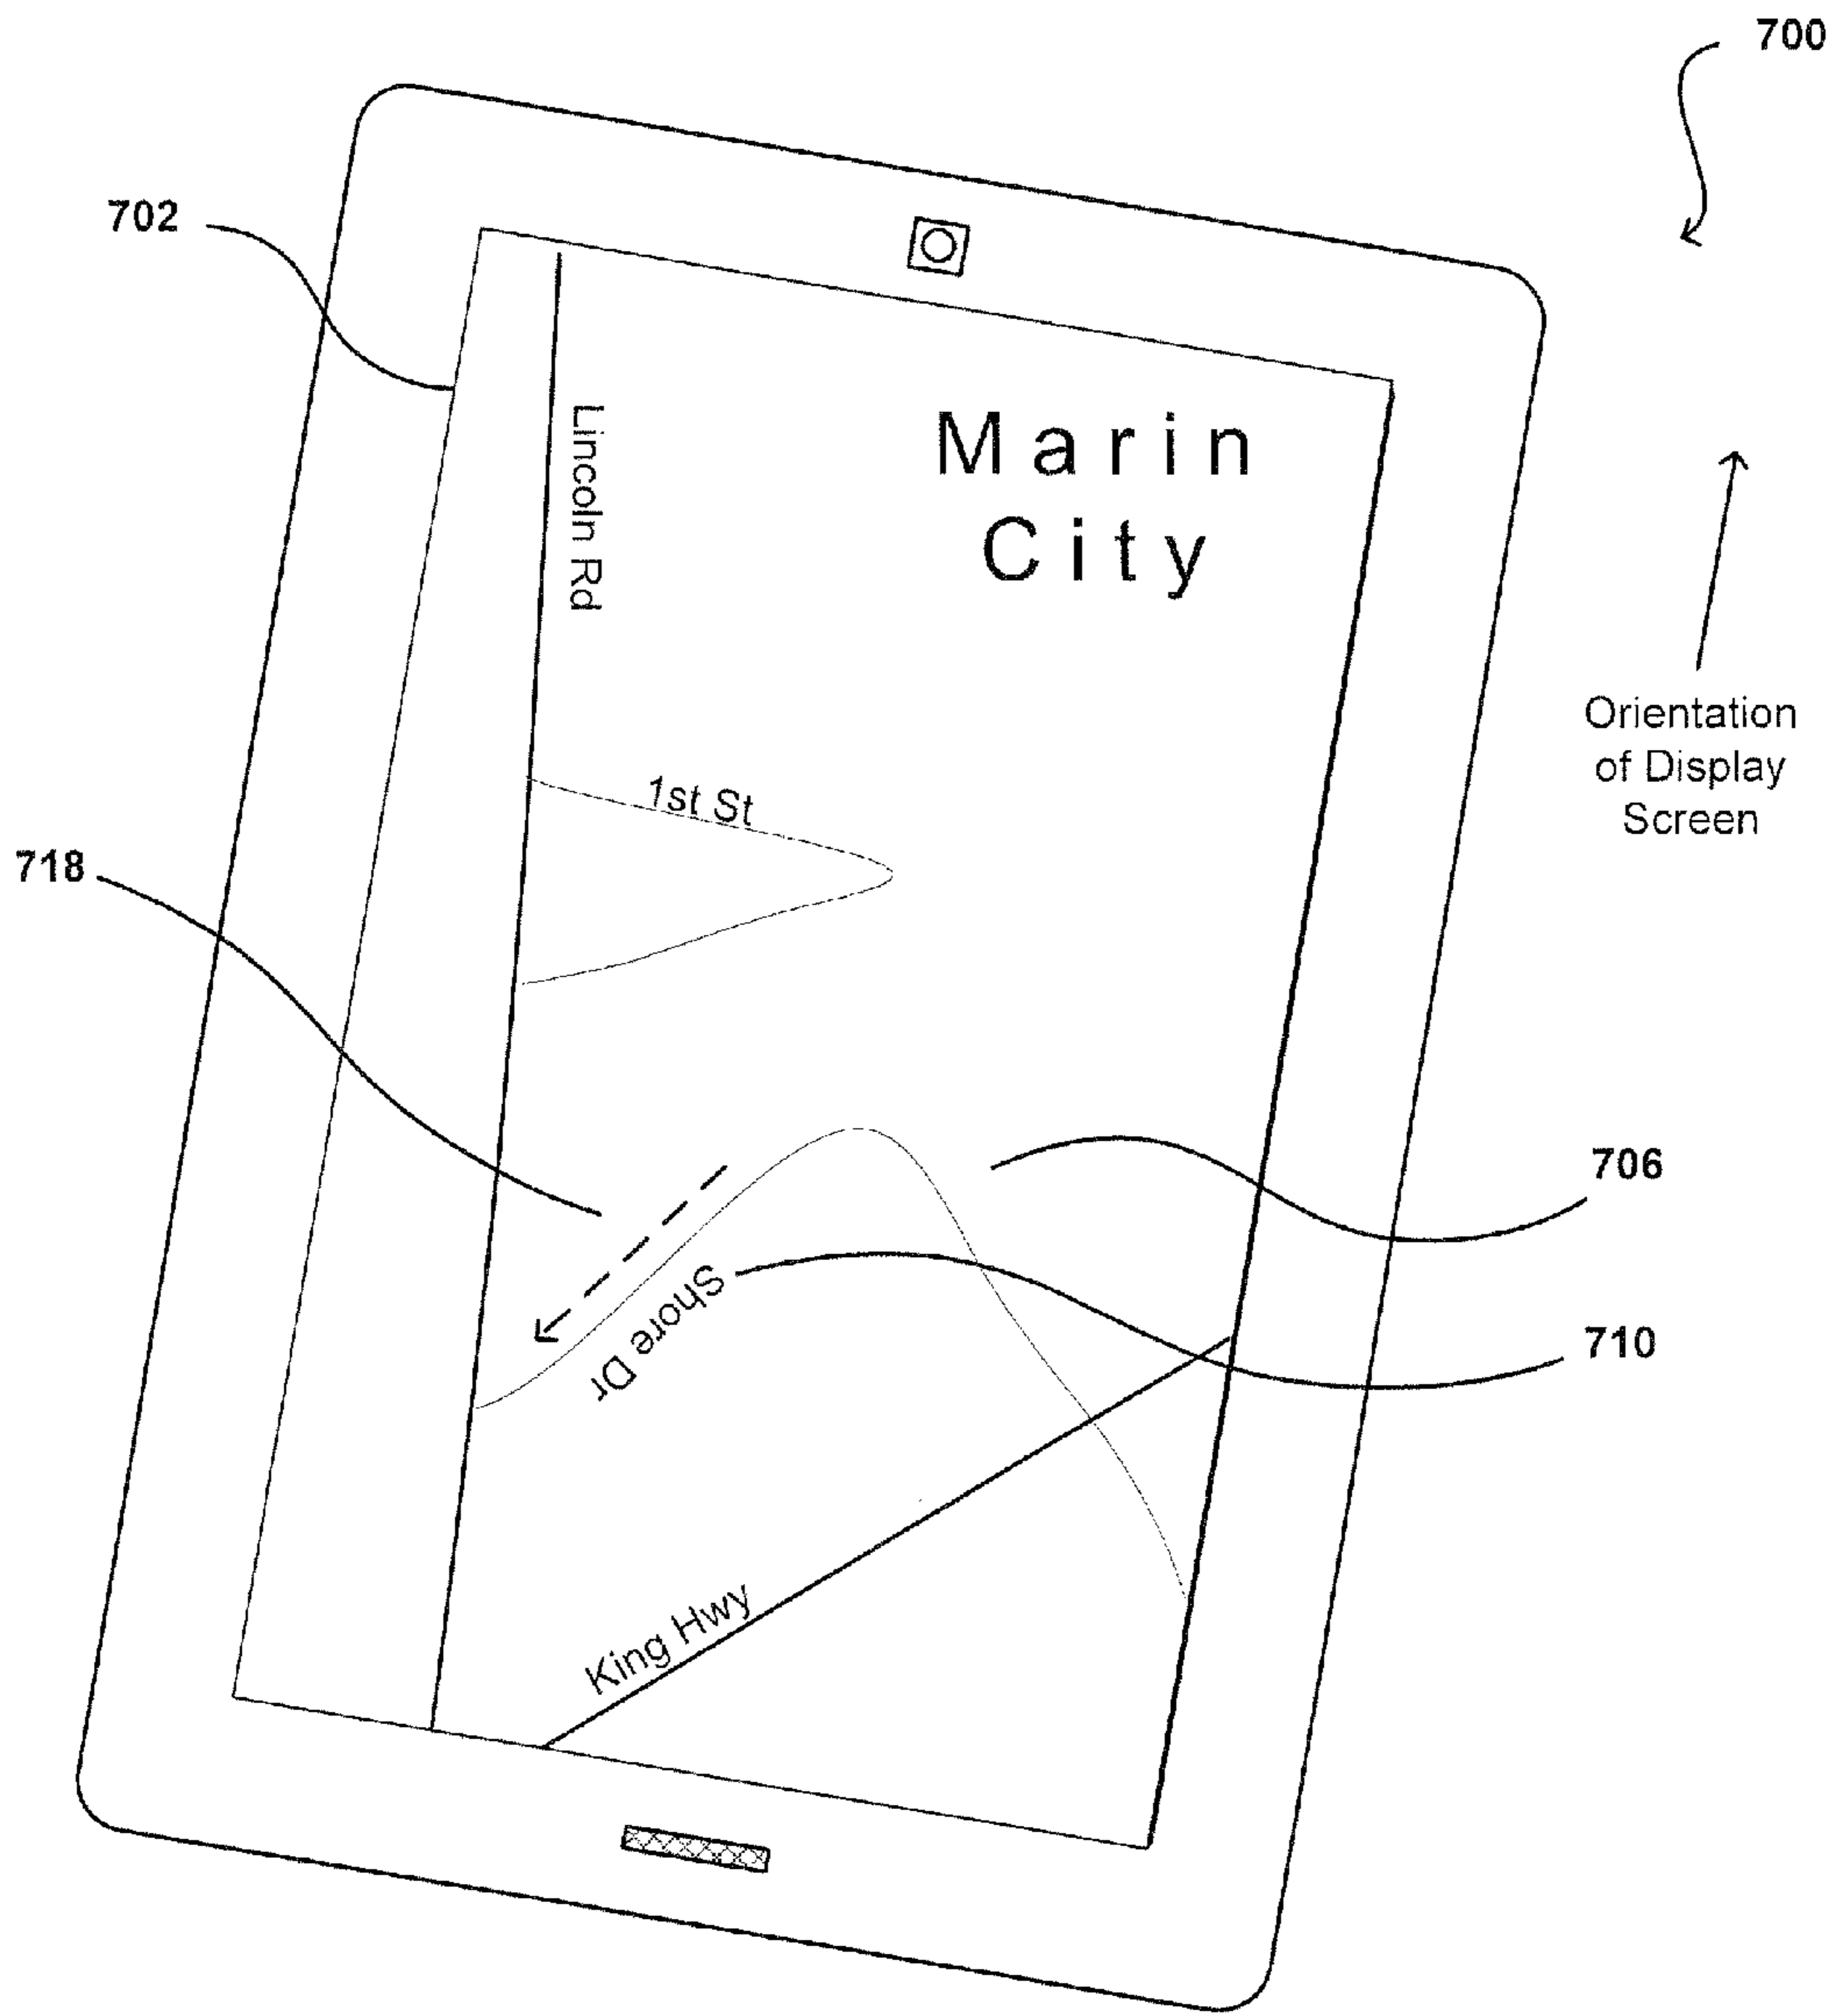 700
702
Marin
City
Lincoln Rd
Orientation
of Display
Screen
1st St
718
706
Shore Dr
710
King Hwy